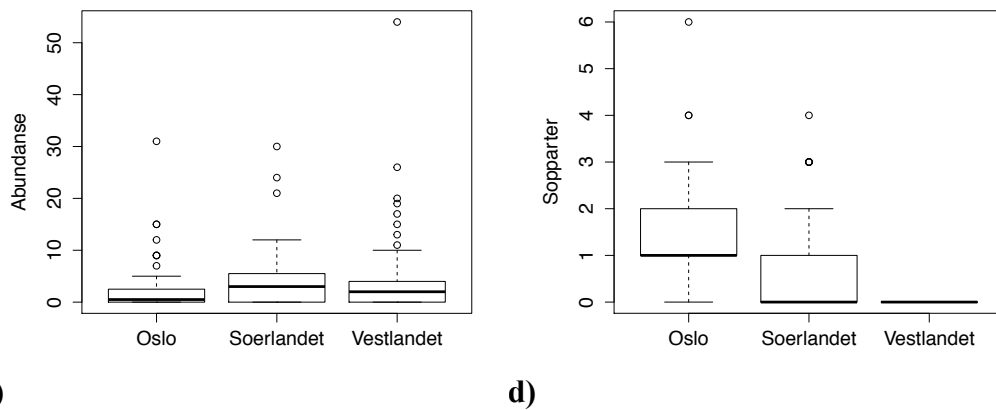 Abundanse
50
40
30
20
10
0
Oslo
Soerlandet
Vestlandet
Sopparter
6
5
4
3
2
1
0
Oslo
Soerlandet
Vestlandet
)
d)